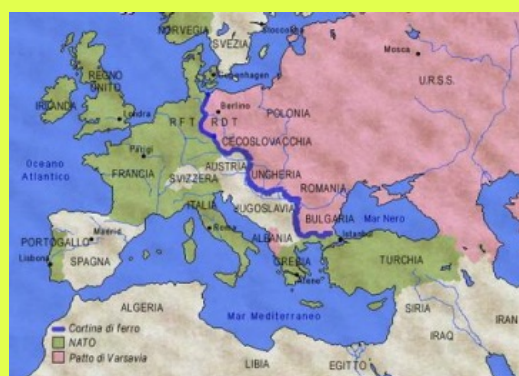 NORVEGIA
SVEZIA
Stoccolma
Mosca
U.R.S.S.
REGNO
UNITO
IRLANDA
Copenhagen
Londra
Berlino
POLONIA
R F T
R D T
CECOSLOVACCHIA
Oceano
Atlantico
Parigi
FRANCIA
AUSTRIA
UNGHERIA
SVIZZERA
ROMANIA
ITALIA
JUGOSLAVIA
BULGARIA
Mar Nero
Roma
ALBANIA
Istanbul
PORTOGALLO
Madrid
Lisbona
SPAGNA
GRECIA
Atene
TURCHIA
ALGERIA
Mar Mediterraneo
SIRIA
IRAQ
IRAN
LIBIA
EGITTO
Cortina di ferro
NATO
Patto di Varsavia